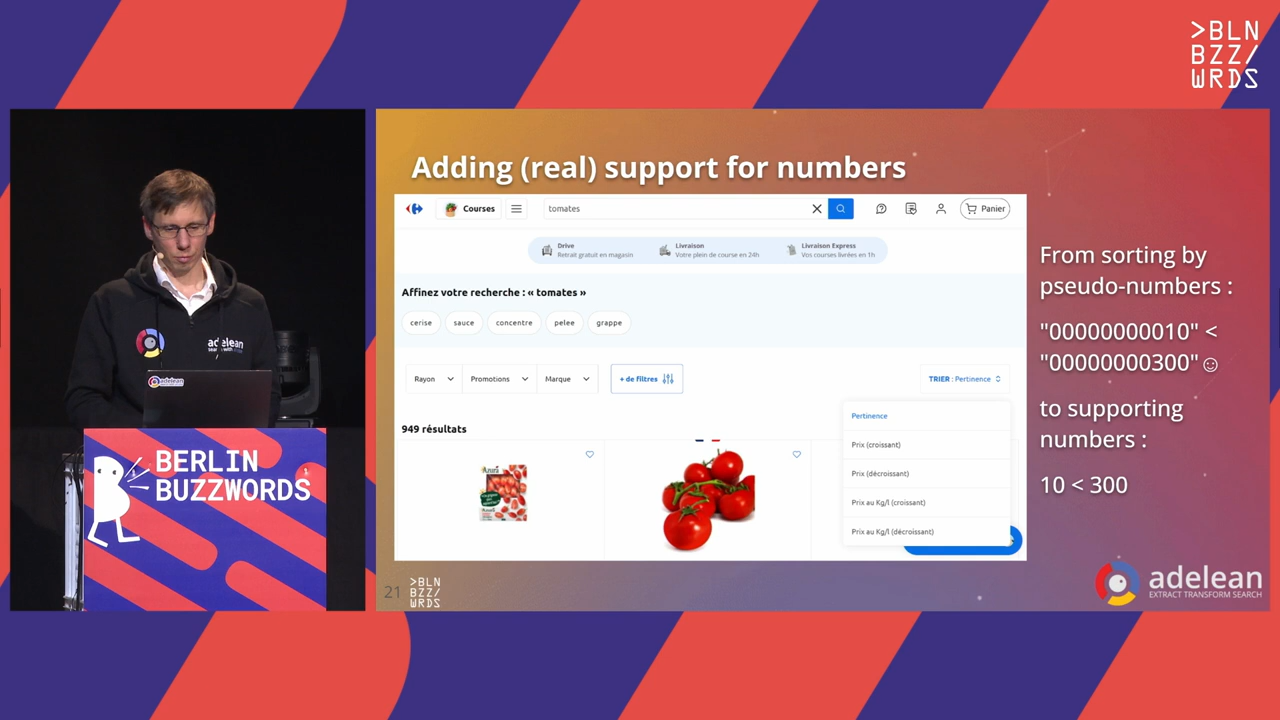 >BLN
BZZ/
WRDS
Adding (real) support for numbers
Courses
tomates
Panier
Drive
Retrait gratuit en magasin
Livraison
Votre plein de course en 24h
Livraison Express
Vos courses livrées en 1h
Affinez votre recherche : « tomates »
cerise
sauce
concentre
pelee
grappe
Rayon
Promotions
Marque
+ de filtres
TRIER : Pertinence
Pertinence
Prix (croissant)
Prix (décroissant)
Prix au Kg/l (croissant)
Prix au Kg/l (décroissant)
949 résultats
Azura
From sorting by
pseudo-numbers :
"00000000010" <
"00000000300"☺
to supporting
numbers :
10 < 300
21
>BLN
BZZ/
WRDS
adelean
EXTRACT TRANSFORM SEARCH
adelean
adelean
BERLIN
BUZZWORDS